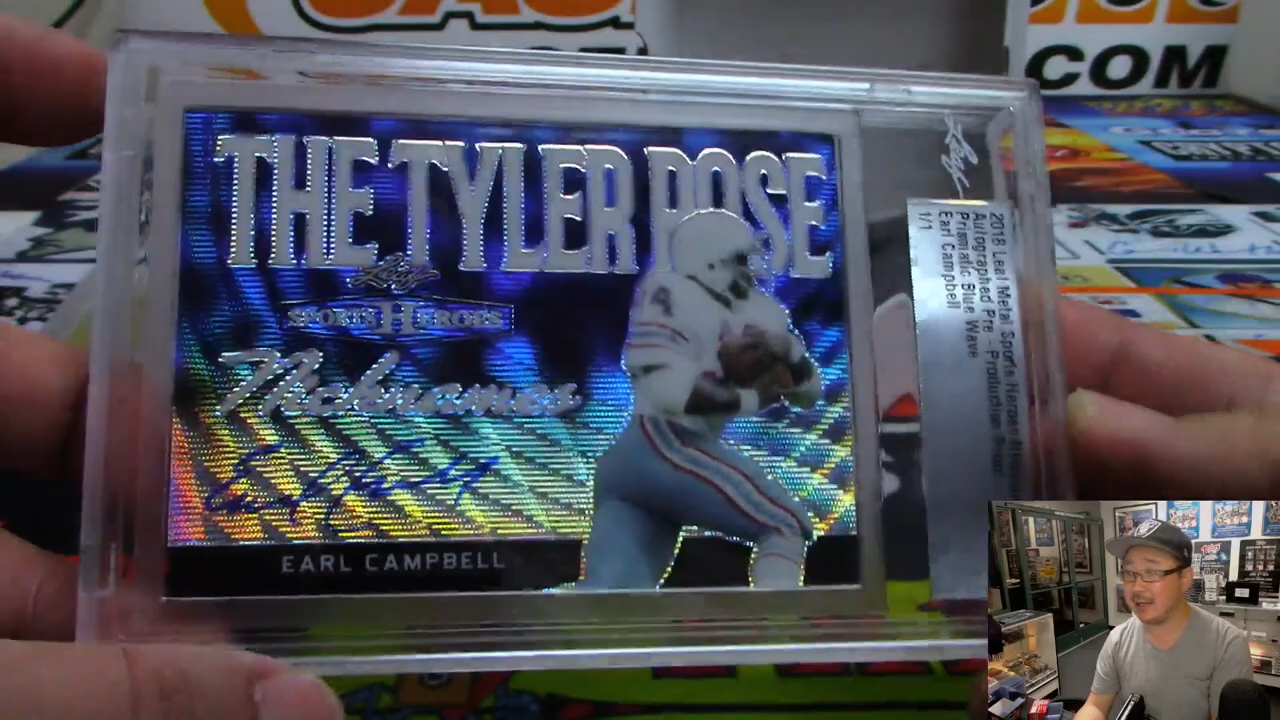 .COM
THE TYLER ROSE
Leaf
SPORTS HEROES
Nicknames
EARL CAMPBELL
Leaf
2018 Leaf Metal Sports Heroes
Autographed Pre - Production Proof
Prismatic Blue Wave
Earl Campbell
1/1